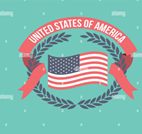 UNITED STATES OF AMERICA